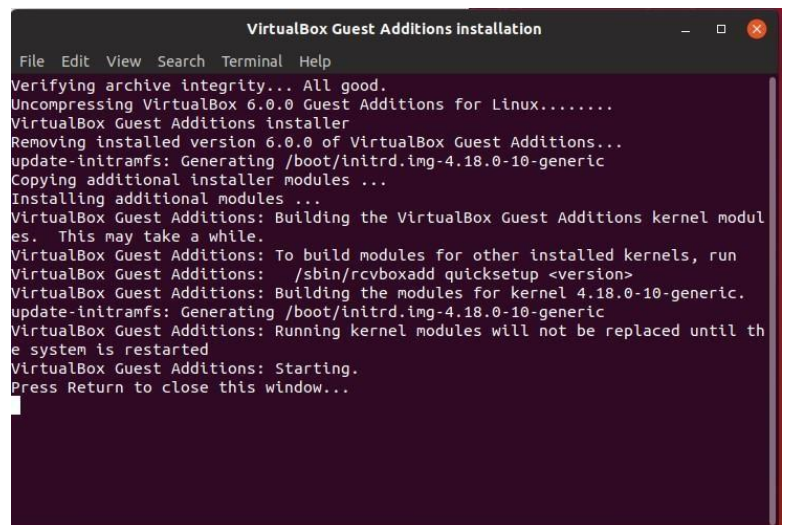 VirtualBox Guest Additions installation
File Edit View Search Terminal Help
Verifying archive integrity... All good.
Uncompressing VirtualBox 6.0.0 Guest Additions for Linux........
VirtualBox Guest Additions installer
Removing installed version 6.0.0 of VirtualBox Guest Additions...
update-initramfs: Generating /boot/initrd.img-4.18.0-10-generic
Copying additional installer modules ...
Installing additional modules ...
VirtualBox Guest Additions: Building the VirtualBox Guest Additions kernel modul
es.  This may take a while.
VirtualBox Guest Additions: To build modules for other installed kernels, run
VirtualBox Guest Additions:   /sbin/rcvboxadd quicksetup <version>
VirtualBox Guest Additions: Building the modules for kernel 4.18.0-10-generic.
update-initramfs: Generating /boot/initrd.img-4.18.0-10-generic
VirtualBox Guest Additions: Running kernel modules will not be replaced until th
e system is restarted
VirtualBox Guest Additions: Starting.
Press Return to close this window...